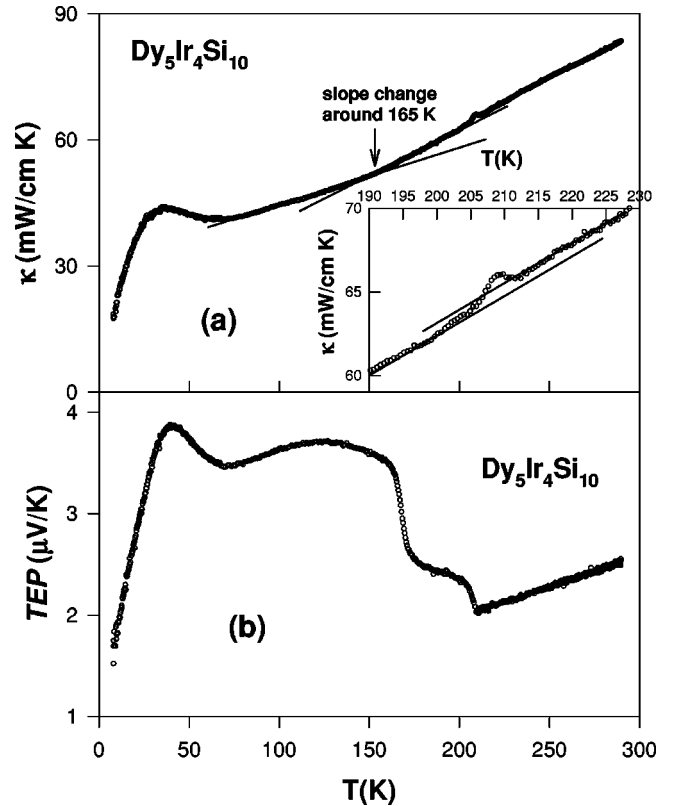 90
Dy5Ir4Si10
slope change
around 165 K
60
T(K)
190 195 200 205 210 215 220 225 230
70
κ (mW/cm K)
30
(a)
κ (mW/cm K)
65
60
0
4
Dy5Ir4Si10
3
TEP (μV/K)
2
(b)
1
0 50 100 150 200 250 300
T(K)